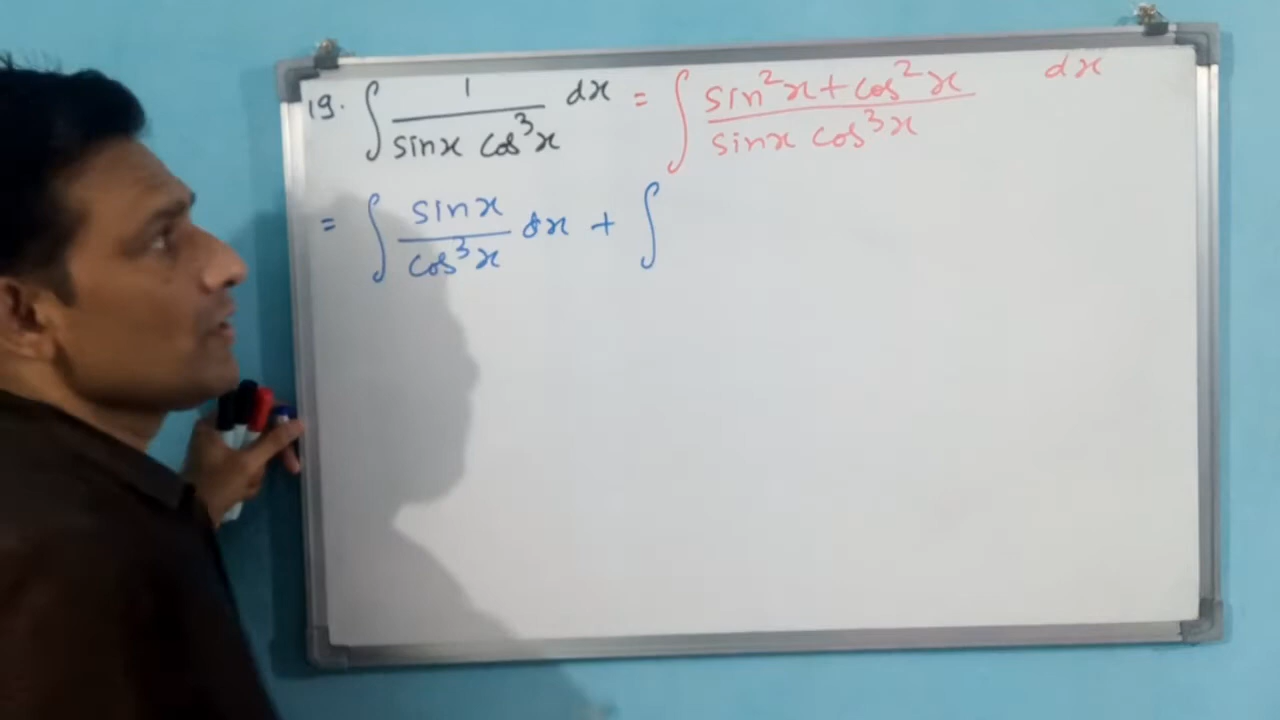 19. ∫ 1/(sinx cos³x) dx = ∫ (sin²x+cos²x)/(sinx cos³x) dx
= ∫ sinx/cos³x dx + ∫